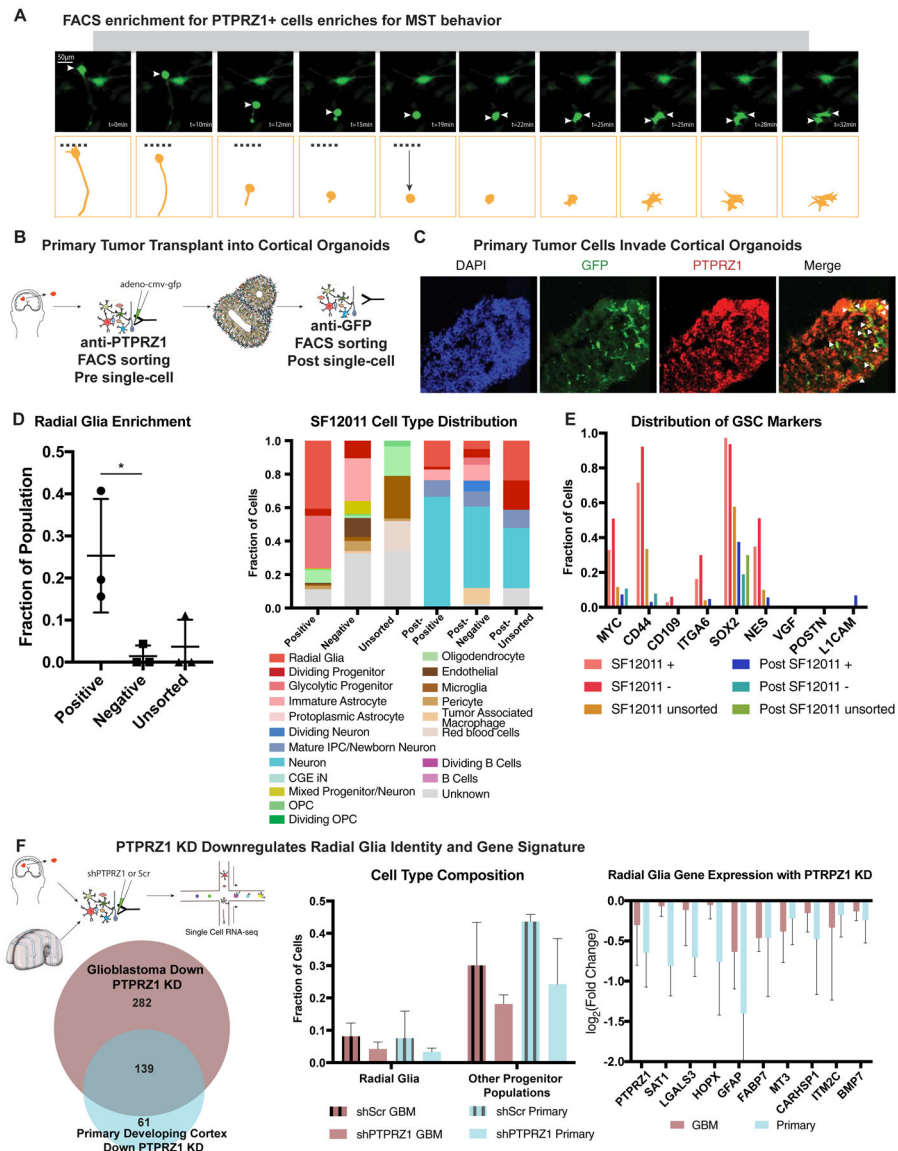 A
FACS enrichment for PTPRZ1+ cells enriches for MST behavior
50µm
t=0min
t=10min
t=12min
t=15min
t=19min
t=22min
t=25min
t=25min
t=28min
t=32min
B
Primary Tumor Transplant into Cortical Organoids
adeno-cmv-gfp
anti-PTPRZ1
FACS sorting
Pre single-cell
anti-GFP
FACS sorting
Post single-cell
C
Primary Tumor Cells Invade Cortical Organoids
DAPI
GFP
PTPRZ1
Merge
D
Radial Glia Enrichment
Fraction of Population
0.5
0.4
0.3
0.2
0.1
0.0
*
Positive
Negative
Unsorted
SF12011 Cell Type Distribution
Fraction of Cells
1.0
0.8
0.6
0.4
0.2
0.0
Positive
Negative
Unsorted
Post-
Positive
Post-
Negative
Post-
Unsorted
Radial Glia
Dividing Progenitor
Glycolytic Progenitor
Immature Astrocyte
Protoplasmic Astrocyte
Dividing Neuron
Mature IPC/Newborn Neuron
Neuron
CGE iN
Mixed Progenitor/Neuron
OPC
Dividing OPC
Oligodendrocyte
Endothelial
Microglia
Pericyte
Tumor Associated
Macrophage
Red blood cells
Dividing B Cells
B Cells
Unknown
E
Distribution of GSC Markers
Fraction of Cells
1.0
0.8
0.6
0.4
0.2
0.0
MYC
CD44
CD109
ITGA6
SOX2
NES
VGF
POSTN
L1CAM
SF12011 +
SF12011 -
SF12011 unsorted
Post SF12011 +
Post SF12011 -
Post SF12011 unsorted
F
PTPRZ1 KD Downregulates Radial Glia Identity and Gene Signature
shPTPRZ1 or Scr
Single Cell RNA-seq
Glioblastoma Down
PTPRZ1 KD
282
139
61
Primary Developing Cortex
Down PTPRZ1 KD
Cell Type Composition
Fraction of Cells
0.5
0.4
0.3
0.2
0.1
0.0
Radial Glia
Other Progenitor
Populations
shScr GBM
shPTPRZ1 GBM
shScr Primary
shPTPRZ1 Primary
Radial Glia Gene Expression with PTRPZ1 KD
log2(Fold Change)
0.0
-0.5
-1.0
-1.5
-2.0
PTPRZ1
SAT1
LGALS3
HOPX
GFAP
FABP7
MT3
CARHSP1
ITM2C
BMP7
GBM
Primary